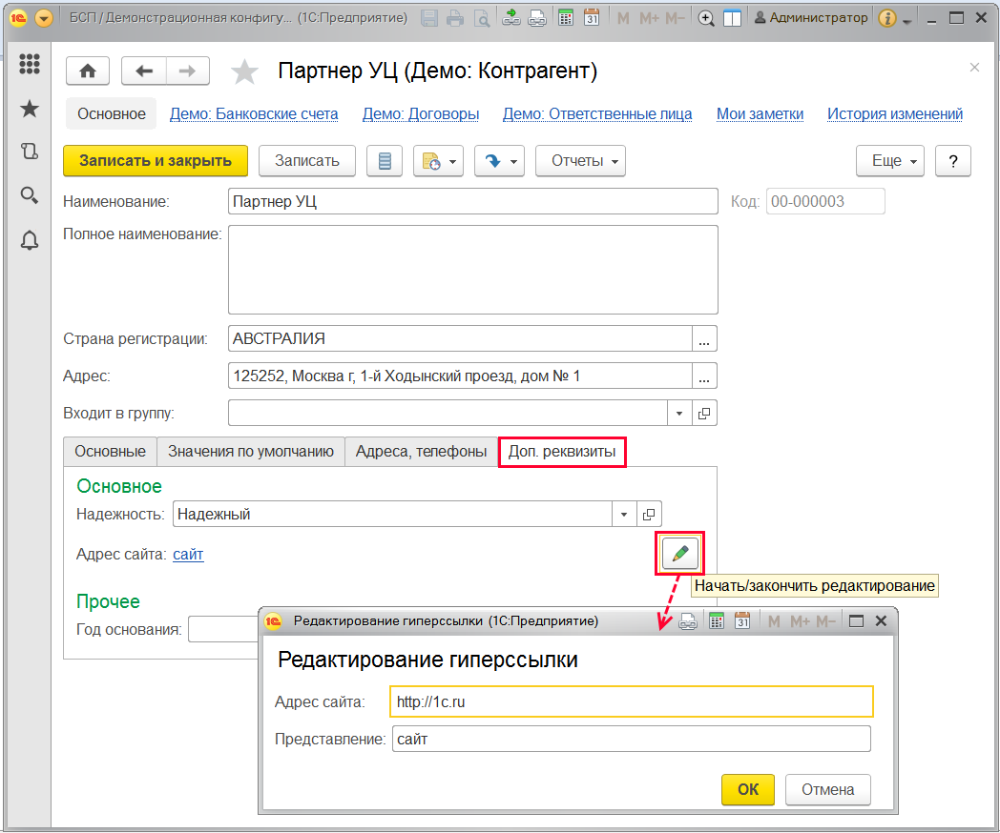 БСП / Демонстрационная конфигу... (1С:Предприятие) 31 M M+ M- Администратор
Партнер УЦ (Демо: Контрагент)
Основное Демо: Банковские счета Демо: Договоры Демо: Ответственные лица Мои заметки История изменений
Записать и закрыть Записать Отчеты Еще ?
Наименование: Партнер УЦ Код: 00-000003
Полное наименование:
Страна регистрации: АВСТРАЛИЯ ...
Адрес: 125252, Москва г, 1-й Ходынский проезд, дом № 1 ...
Входит в группу:
Основные Значения по умолчанию Адреса, телефоны Доп. реквизиты
Основное
Надежность: Надежный
Адрес сайта: сайт
Начать/закончить редактирование
Прочее
Год основания:
Редактирование гиперссылки (1С:Предприятие) 31 M M+ M-
Редактирование гиперссылки
Адрес сайта: http://1c.ru
Представление: сайт
ОК Отмена